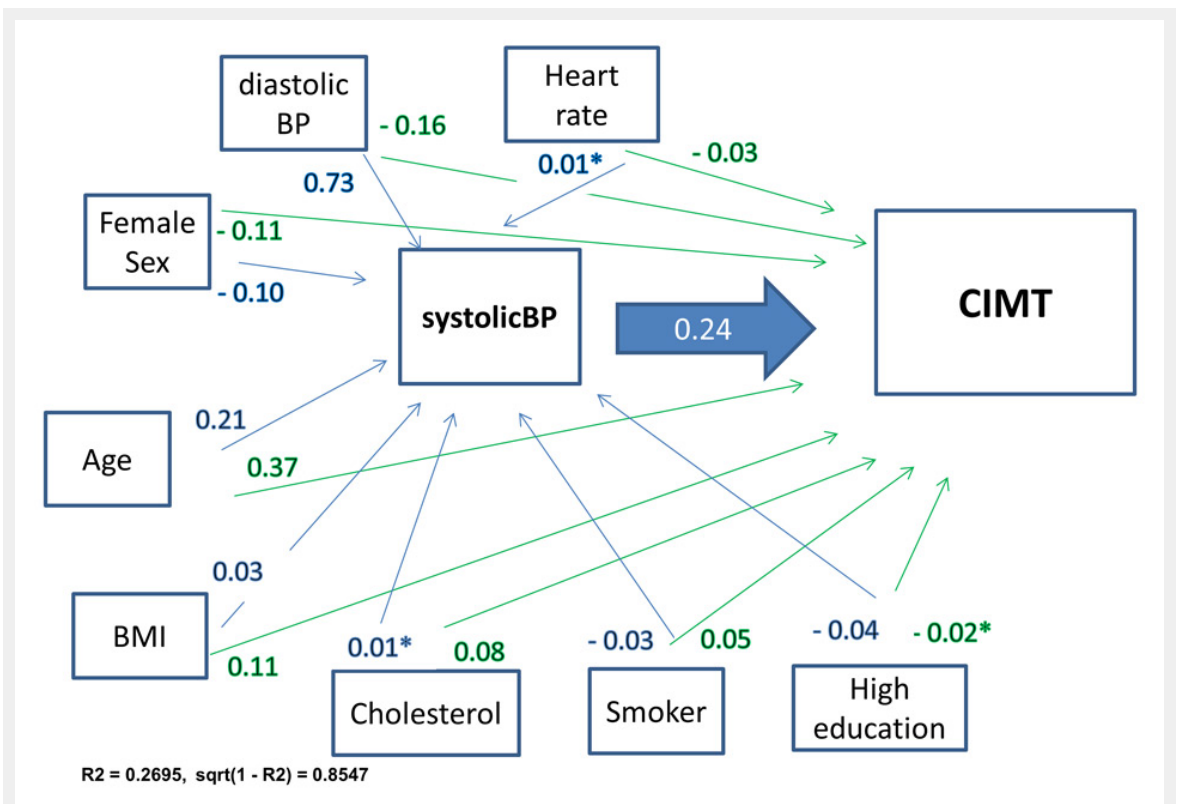 diastolic
BP
- 0.16
0.73
Heart
rate
0.01*
- 0.03
Female
Sex
- 0.11
- 0.10
systolicBP
0.24
CIMT
Age
0.21
0.37
BMI
0.03
0.11
0.01*
0.08
Cholesterol
- 0.03
0.05
Smoker
- 0.04
- 0.02*
High
education
R2 = 0.2695, sqrt(1 - R2) = 0.8547